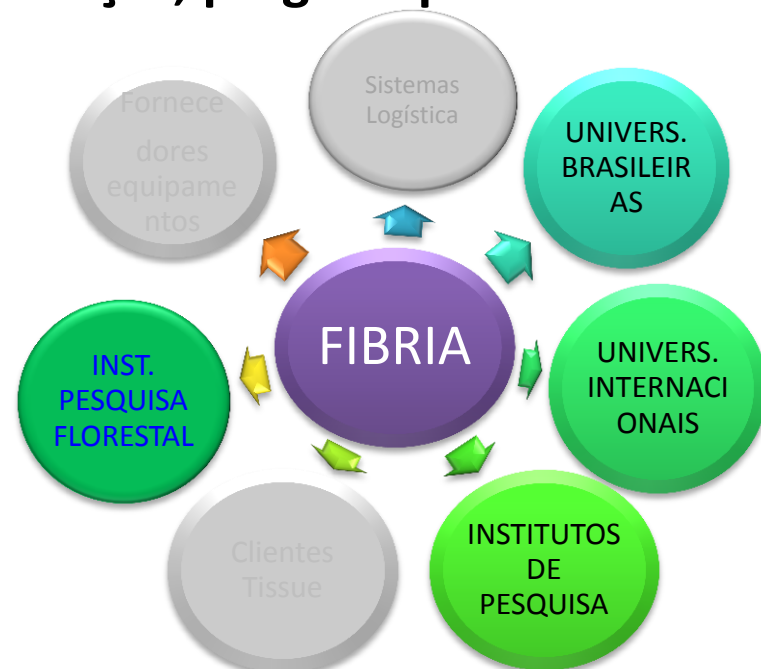 Sistemas
Logística
Fornece
dores
equipame
ntos
UNIVERS.
BRASILEIR
AS
FIBRIA
INST.
PESQUISA
FLORESTAL
UNIVERS.
INTERNACI
ONAIS
Clientes
Tissue
INSTITUTOS
DE
PESQUISA